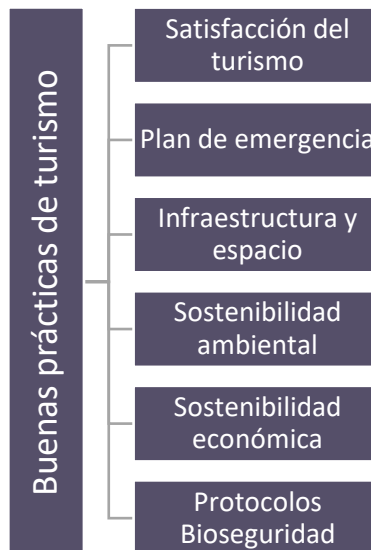 Buenas prácticas de turismo
Satisfacción del
turismo
Plan de emergencia
Infraestructura y
espacio
Sostenibilidad
ambiental
Sostenibilidad
económica
Protocolos
Bioseguridad